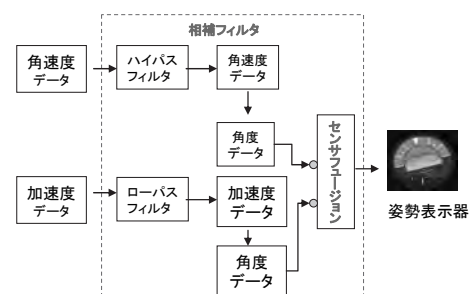 相補フィルタ
角速度
データ
ハイパス
フィルタ
角速度
データ
角度
データ
センサフュージョン
加速度
データ
ローパス
フィルタ
加速度
データ
角度
データ
姿勢表示器